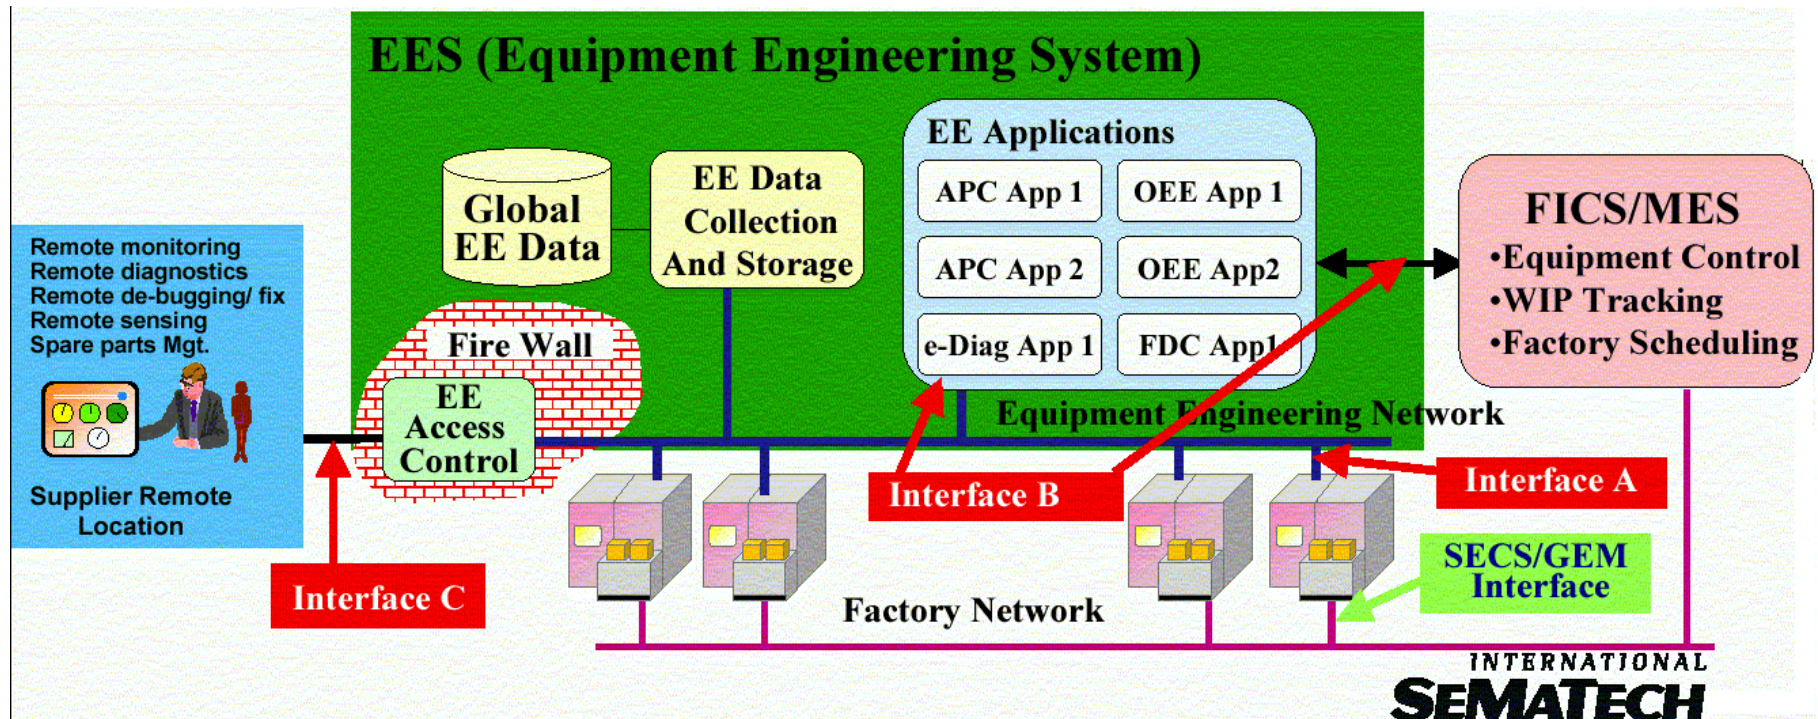 EES (Equipment Engineering System)
EE Applications
APC App 1
OEE App 1
APC App 2
OEE App2
e-Diag App 1
FDC App1
Global
EE Data
EE Data
Collection
And Storage
FICS/MES
•Equipment Control
•WIP Tracking
•Factory Scheduling
Remote monitoring
Remote diagnostics
Remote de-bugging/ fix
Remote sensing
Spare parts Mgt.
Supplier Remote
Location
Fire Wall
EE
Access
Control
Equipment Engineering Network
Interface B
Interface A
SECS/GEM
Interface
Interface C
Factory Network
INTERNATIONAL
SEMATECH